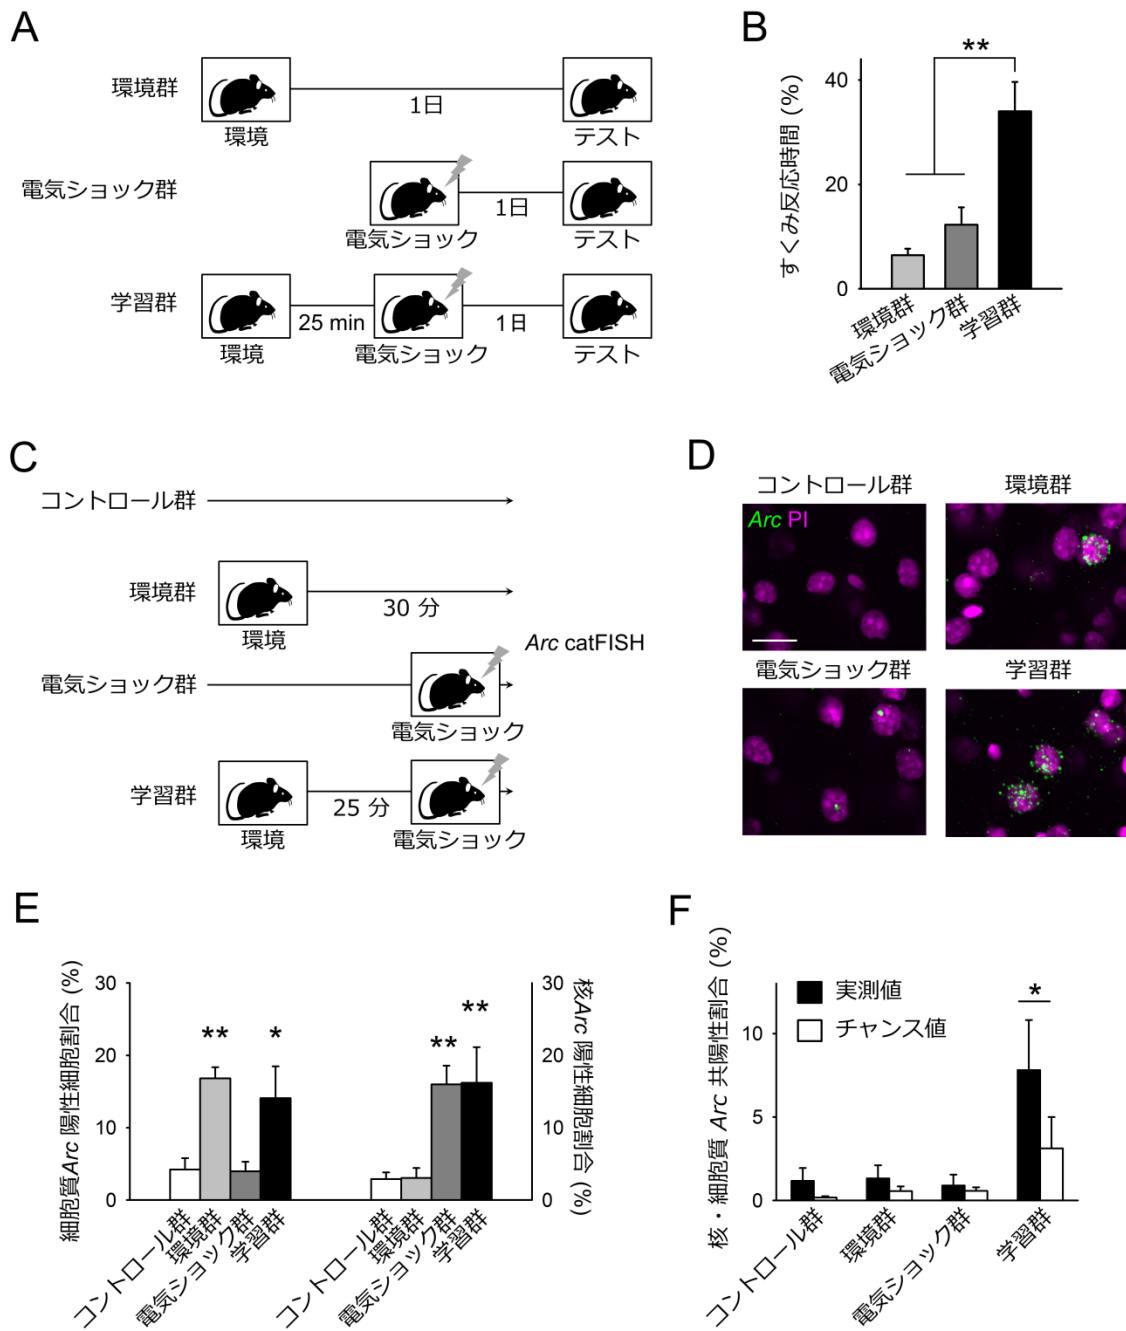 A
環境群
環境
1日
テスト
電気ショック群
電気ショック
1日
テスト
学習群
環境
25 min
電気ショック
1日
テスト
B
すくみ反応時間 (%)
40
20
0
**
環境群
電気ショック群
学習群
C
コントロール群
環境群
環境
30 分
電気ショック群
電気ショック
Arc catFISH
学習群
環境
25 分
電気ショック
D
コントロール群
環境群
Arc PI
電気ショック群
学習群
E
細胞質Arc 陽性細胞割合 (%)
30
20
10
0
**
*
コントロール群
環境群
電気ショック群
学習群
**
**
コントロール群
環境群
電気ショック群
学習群
30
20
10
0
核Arc 陽性細胞割合 (%)
F
核・細胞質 Arc 共陽性割合 (%)
10
5
0
実測値
チャンス値
*
コントロール群
環境群
電気ショック群
学習群